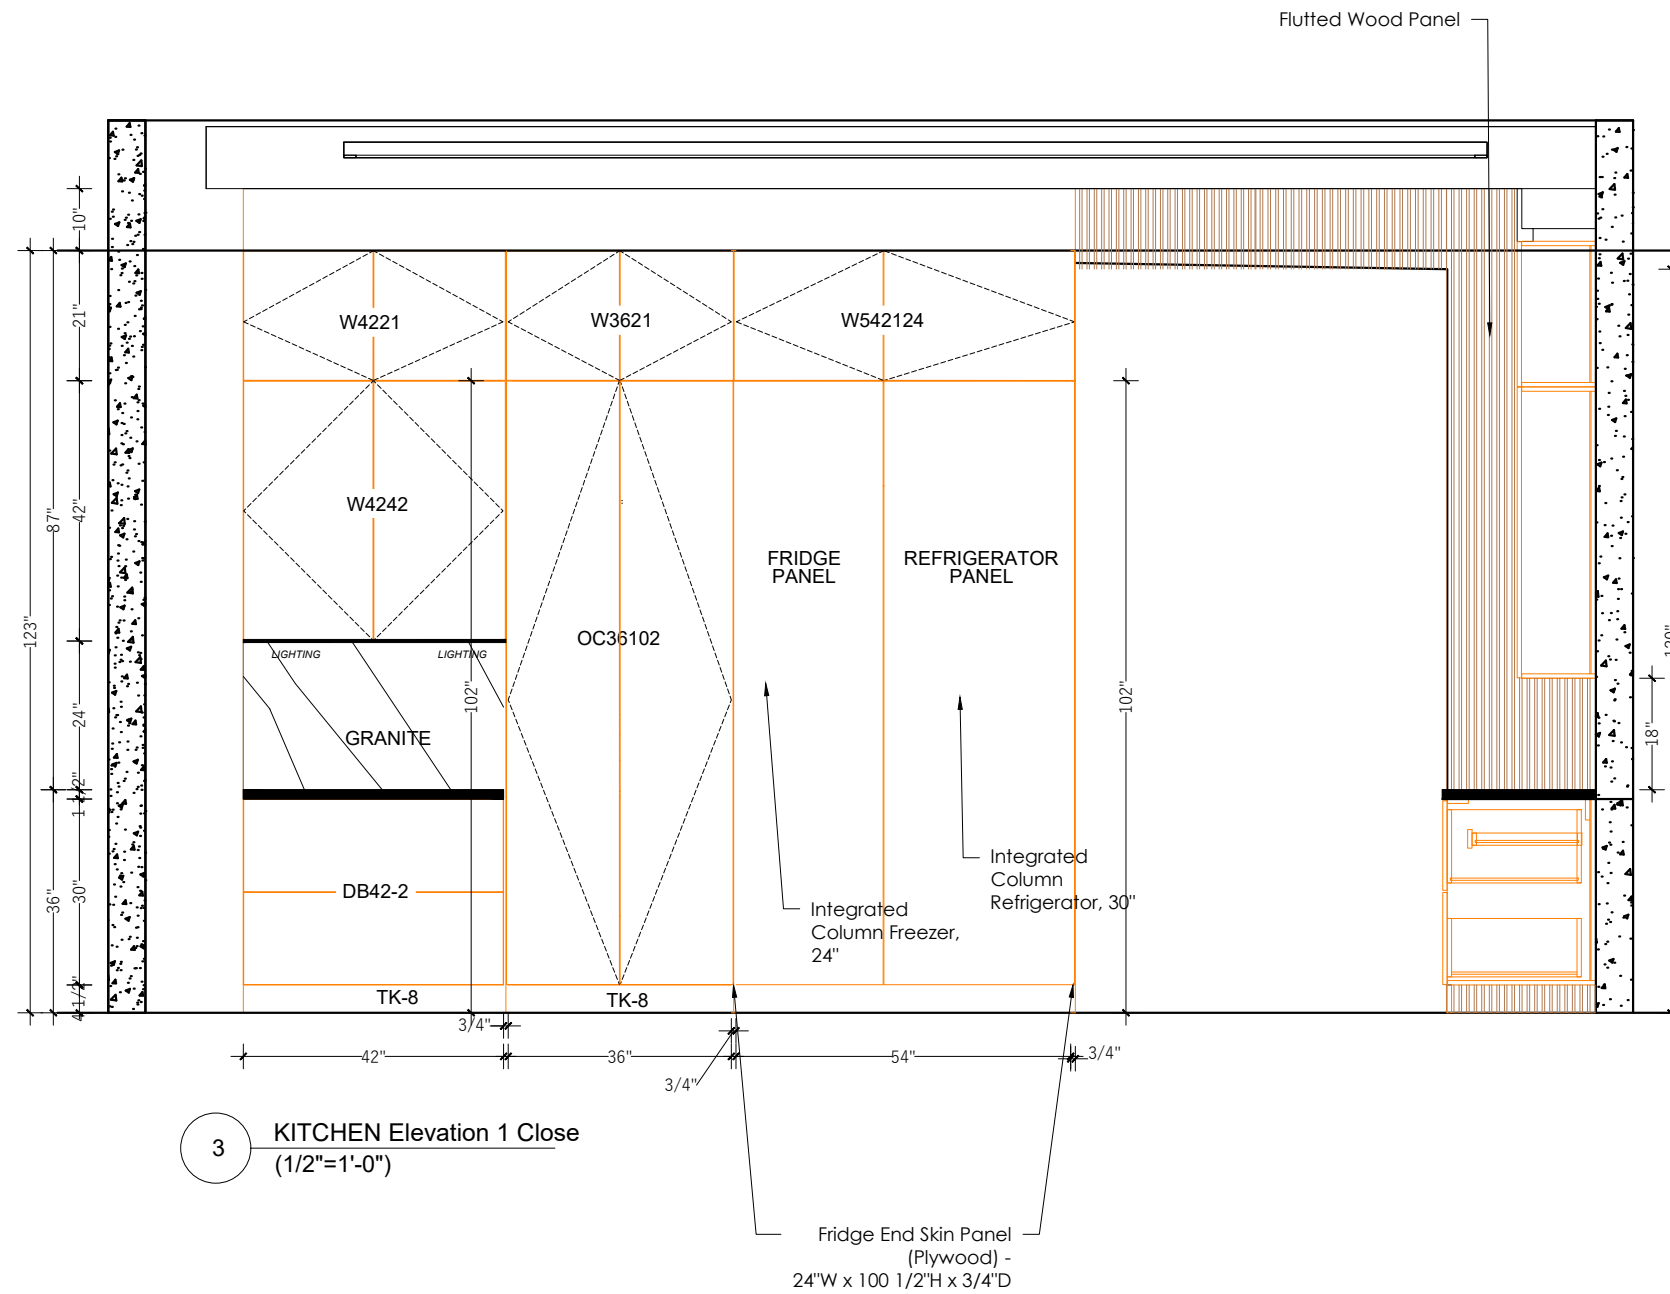 Flutted Wood Panel
10"
21"
W4221
W3621
W542124
42"
87"
123"
W4242
FRIDGE
PANEL
REFRIGERATOR
PANEL
OC36102
LIGHTING
LIGHTING
102"
102"
24"
GRANITE
18"
30"
36"
DB42-2
Integrated
Column
Refrigerator, 30"
Integrated
Column Freezer,
24"
4 1/2"
TK-8
TK-8
3/4"
42"
36"
54"
3/4"
3/4"
3
KITCHEN Elevation 1 Close
(1/2"=1'-0")
Fridge End Skin Panel
(Plywood) -
24"W x 100 1/2"H x 3/4"D